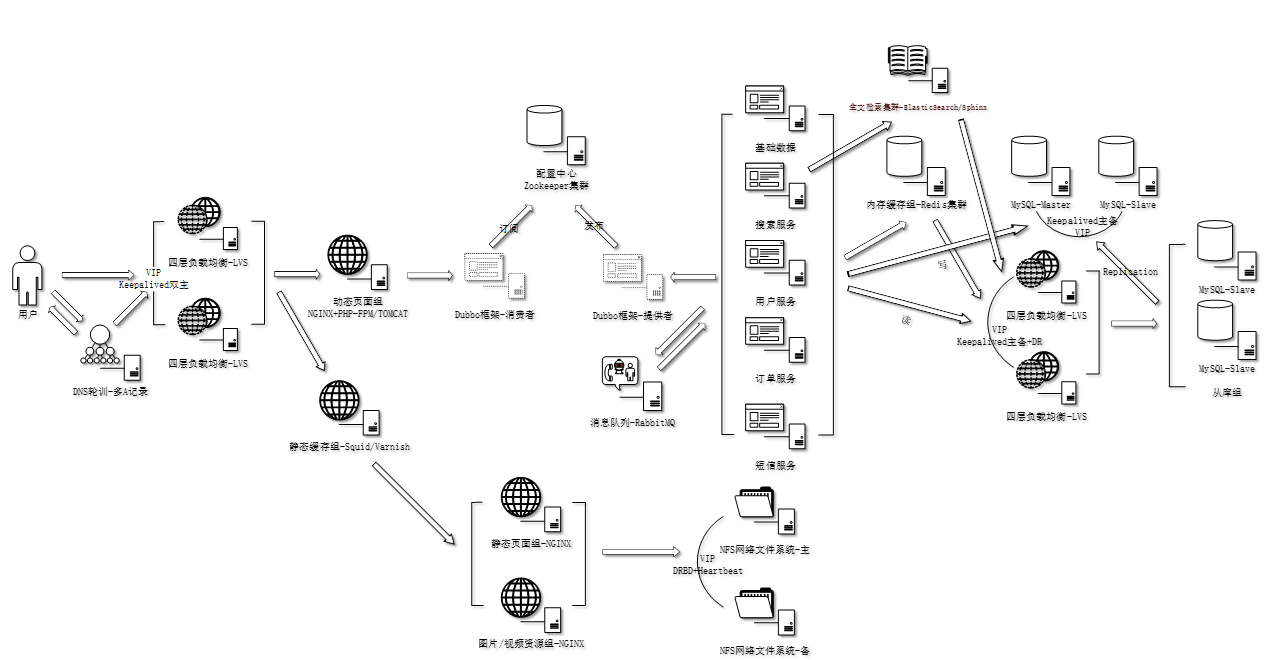 全文检索集群-ElasticSearch/Sphinx
基础数据
配置中心
Zookeeper集群
内存缓存组-Redis集群
MySQL-Master
MySQL-Slave
搜索服务
订阅
发布
Keepalived主备
VIP
四层负载均衡-LVS
VIP
Keepalived双主
写
Replication
用户
动态页面组
NGINX+PHP-FPM/TOMCAT
Dubbo框架-消费者
Dubbo框架-提供者
用户服务
读
四层负载均衡-LVS
MySQL-Slave
VIP
Keepalived主备+DR
四层负载均衡-LVS
DNS轮训-多A记录
订单服务
MySQL-Slave
从库组
消息队列-RabbitMQ
四层负载均衡-LVS
静态缓存组-Squid/Varnish
短信服务
静态页面组-NGINX
NFS网络文件系统-主
VIP
DRBD+Heartbeat
图片/视频资源组-NGINX
NFS网络文件系统-备